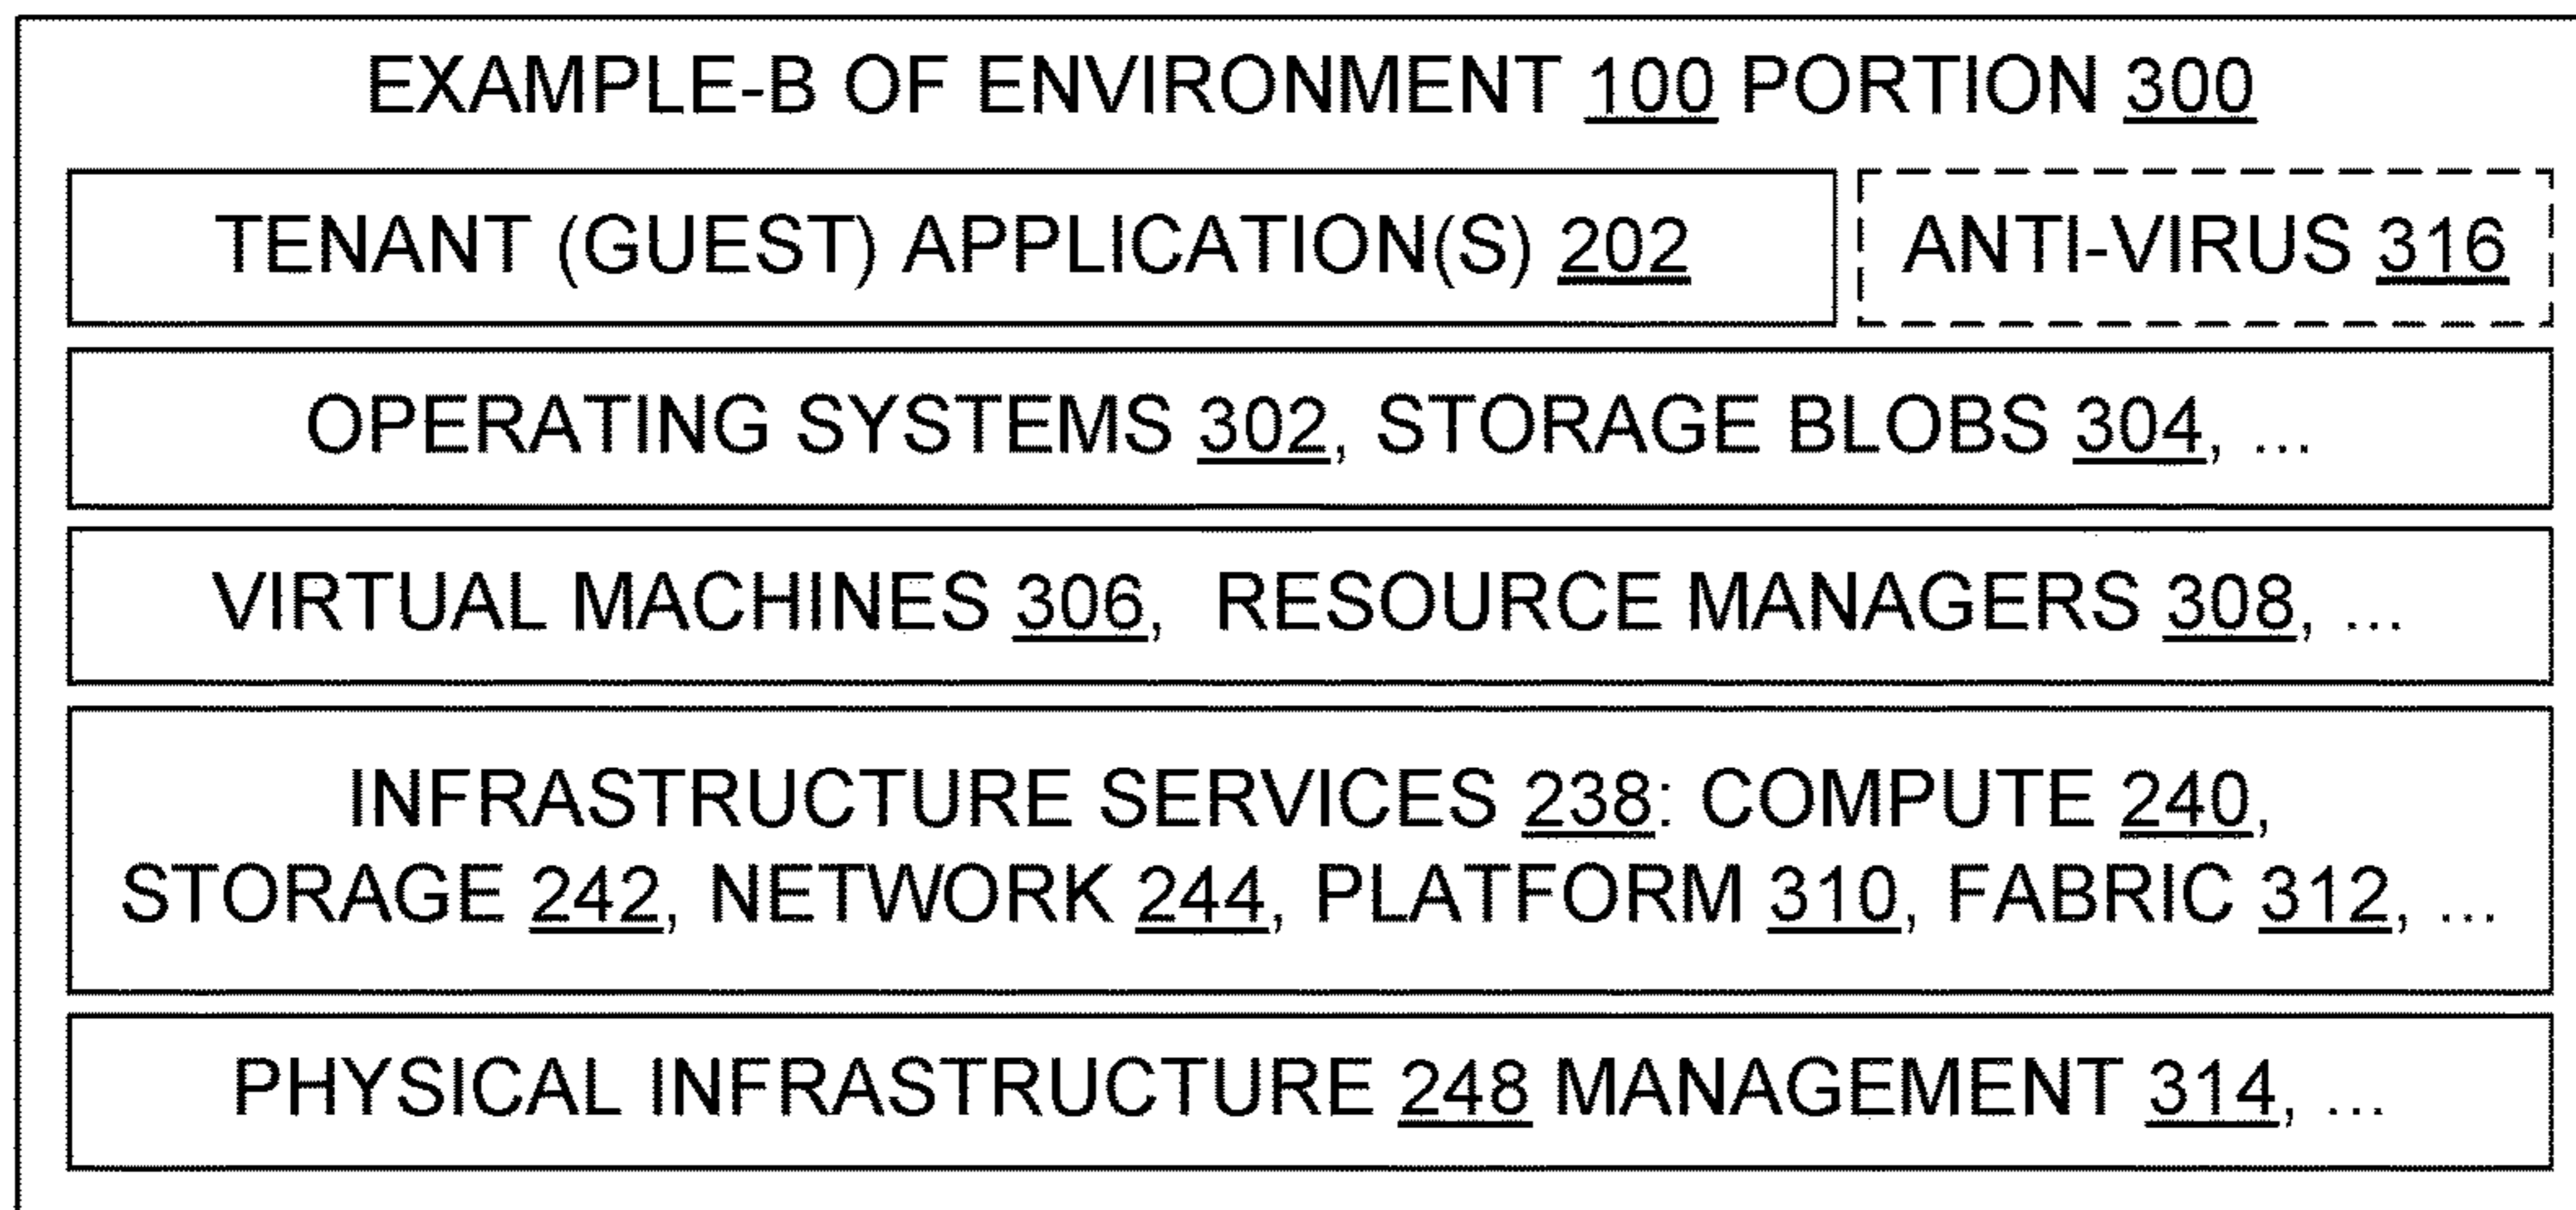 EXAMPLE-B OF ENVIRONMENT 100 PORTION 300
TENANT (GUEST) APPLICATION(S) 202
ANTI-VIRUS 316
OPERATING SYSTEMS 302, STORAGE BLOBS 304, ...
VIRTUAL MACHINES 306, RESOURCE MANAGERS 308, ...
INFRASTRUCTURE SERVICES 238: COMPUTE 240,
STORAGE 242, NETWORK 244, PLATFORM 310, FABRIC 312, ...
PHYSICAL INFRASTRUCTURE 248 MANAGEMENT 314, ...